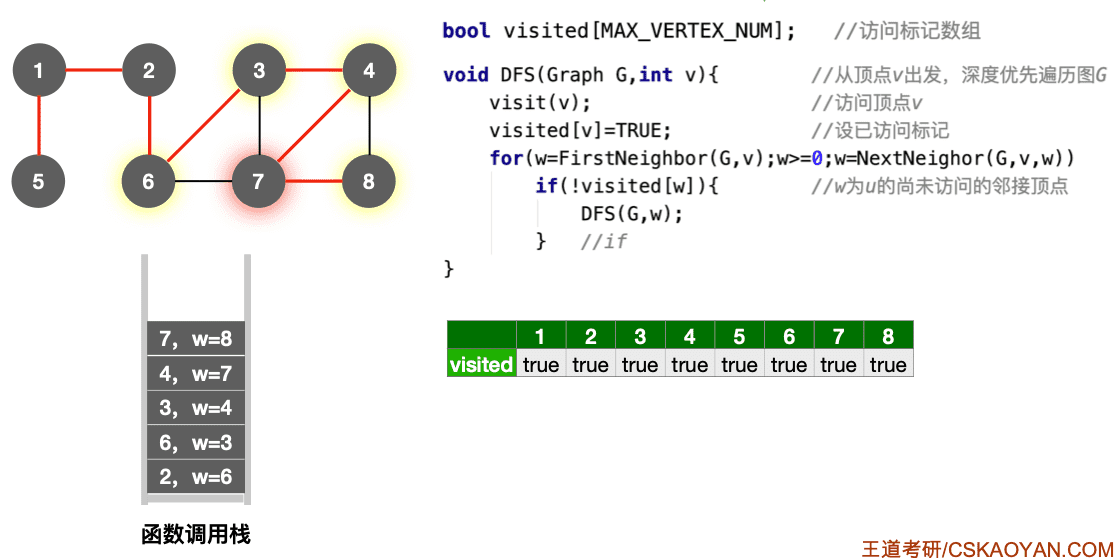 1 2 3 4
5 6 7 8
bool visited[MAX_VERTEX_NUM]; //访问标记数组
void DFS(Graph G,int v){ //从顶点v出发，深度优先遍历图G
visit(v); //访问顶点v
visited[v]=TRUE; //设已访问标记
for(w=FirstNeighbor(G,v);w>=0;w=NextNeighor(G,v,w))
if(!visited[w]){ //w为u的尚未访问的邻接顶点
DFS(G,w);
} //if
}
7, w=8
4, w=7
3, w=4
6, w=3
2, w=6
函数调用栈
1 2 3 4 5 6 7 8
visited true true true true true true true true
王道考研/CSKAOYAN.COM